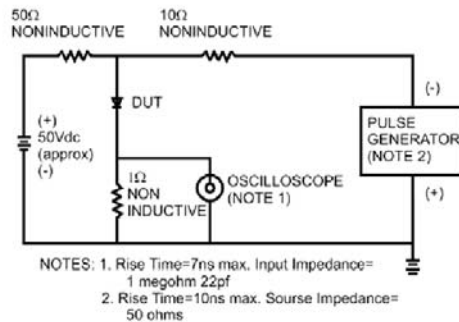 50Ω
NONINDUCTIVE
10Ω
NONINDUCTIVE
(+)
50Vdc
(approx)
(-)
DUT
1Ω
NON
INDUCTIVE
OSCILLOSCOPE
(NOTE 1)
(-)
PULSE
GENERATOR
(NOTE 2)
(+)
NOTES: 1. Rise Time=7ns max. Input Impedance=
1 megohm 22pf
2. Rise Time=10ns max. Sourse Impedance=
50 ohms